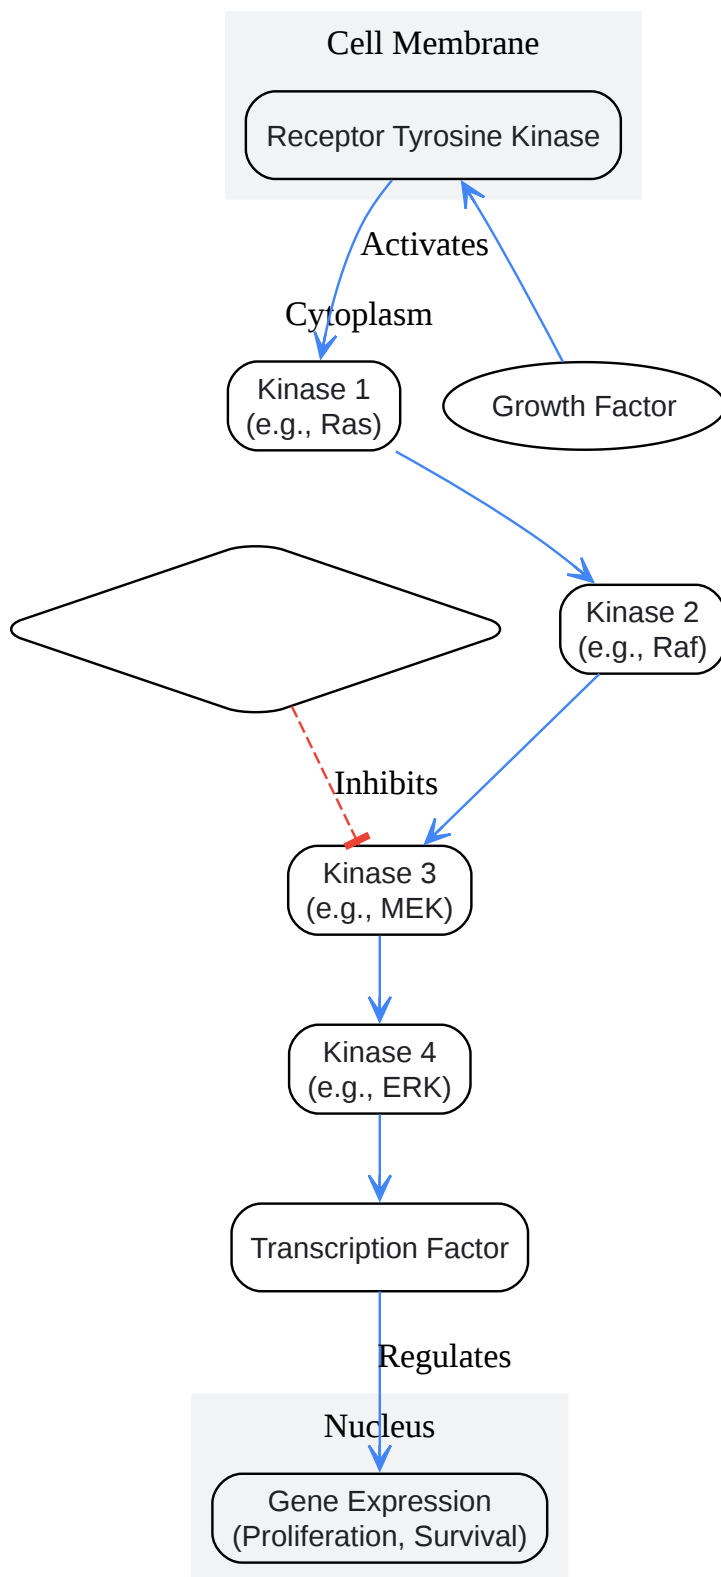 Cell Membrane
Receptor Tyrosine Kinase
Activates
Cytoplasm
Kinase 1
(e.g., Ras)
Growth Factor
Kinase 2
(e.g., Raf)
Inhibits
Kinase 3
(e.g., MEK)
Kinase 4
(e.g., ERK)
Transcription Factor
Regulates
Nucleus
Gene Expression
(Proliferation, Survival)